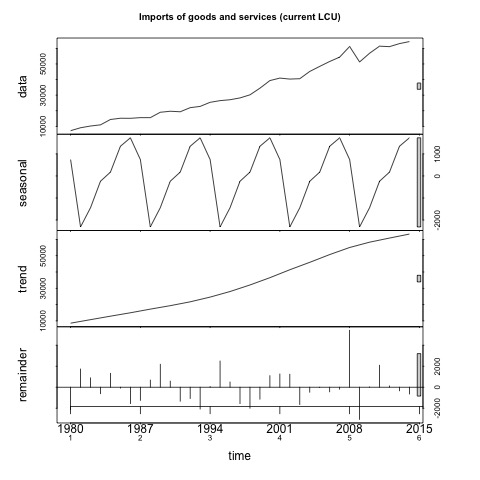 Imports of goods and services (current LCU)
data
10000 30000 50000
seasonal
-2000 0 1000
trend
10000 30000 50000
remainder
-2000 0 2000
1980 1987 1994 2001 2008 2015
1 2 3 4 5 6
time